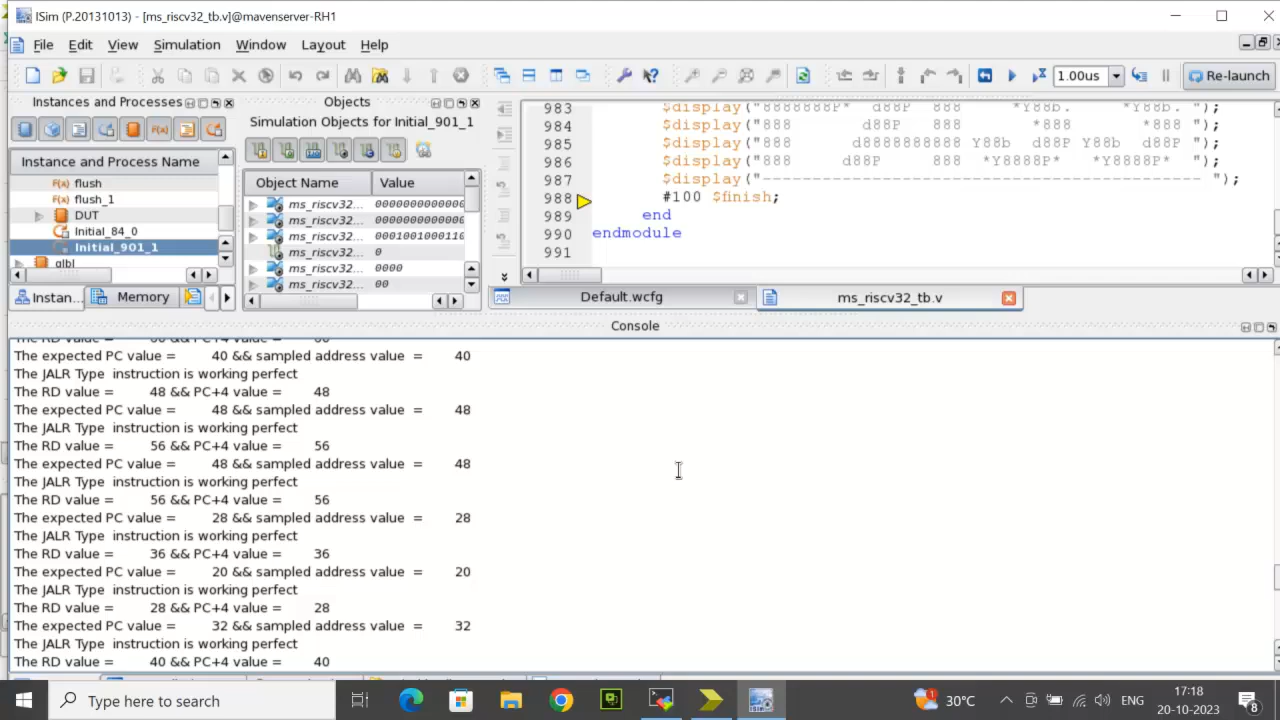 ISim (P.20131013) - [ms_riscv32_tb.v]@mavenserver-RH1
File Edit View Simulation Window Layout Help
1.00us
Re-launch
Instances and Processes
Instance and Process Name
flush
flush_1
DUT
Initial_84_0
Initial_901_1
glbl
Instan...
Memory
Objects
Simulation Objects for Initial_901_1
Object Name Value
ms_riscv32... 0000000000000
ms_riscv32... 0000000000000
ms_riscv32... 0001001000110
ms_riscv32... 0
ms_riscv32... 0000
ms_riscv32... 00
983 $display("8888888P* d88P 888 *Y88b. *Y88b. ");
984 $display("888 d88P 888 *888 *888 ");
985 $display("888 d8888888888 Y88b d88P Y88b d88P ");
986 $display("888 d88P 888 *Y8888P* *Y8888P* ");
987 $display("------------------------------------------- ");
988 #100 $finish;
989 end
990 endmodule
991
Default.wcfg
ms_riscv32_tb.v
Console
The expected PC value = 40 && sampled address value = 40
The JALR Type instruction is working perfect
The RD value = 48 && PC+4 value = 48
The expected PC value = 48 && sampled address value = 48
The JALR Type instruction is working perfect
The RD value = 56 && PC+4 value = 56
The expected PC value = 48 && sampled address value = 48
The JALR Type instruction is working perfect
The RD value = 56 && PC+4 value = 56
The expected PC value = 28 && sampled address value = 28
The JALR Type instruction is working perfect
The RD value = 36 && PC+4 value = 36
The expected PC value = 20 && sampled address value = 20
The JALR Type instruction is working perfect
The RD value = 28 && PC+4 value = 28
The expected PC value = 32 && sampled address value = 32
The JALR Type instruction is working perfect
The RD value = 40 && PC+4 value = 40
Type here to search
1
30°C
ENG
17:18
20-10-2023
8